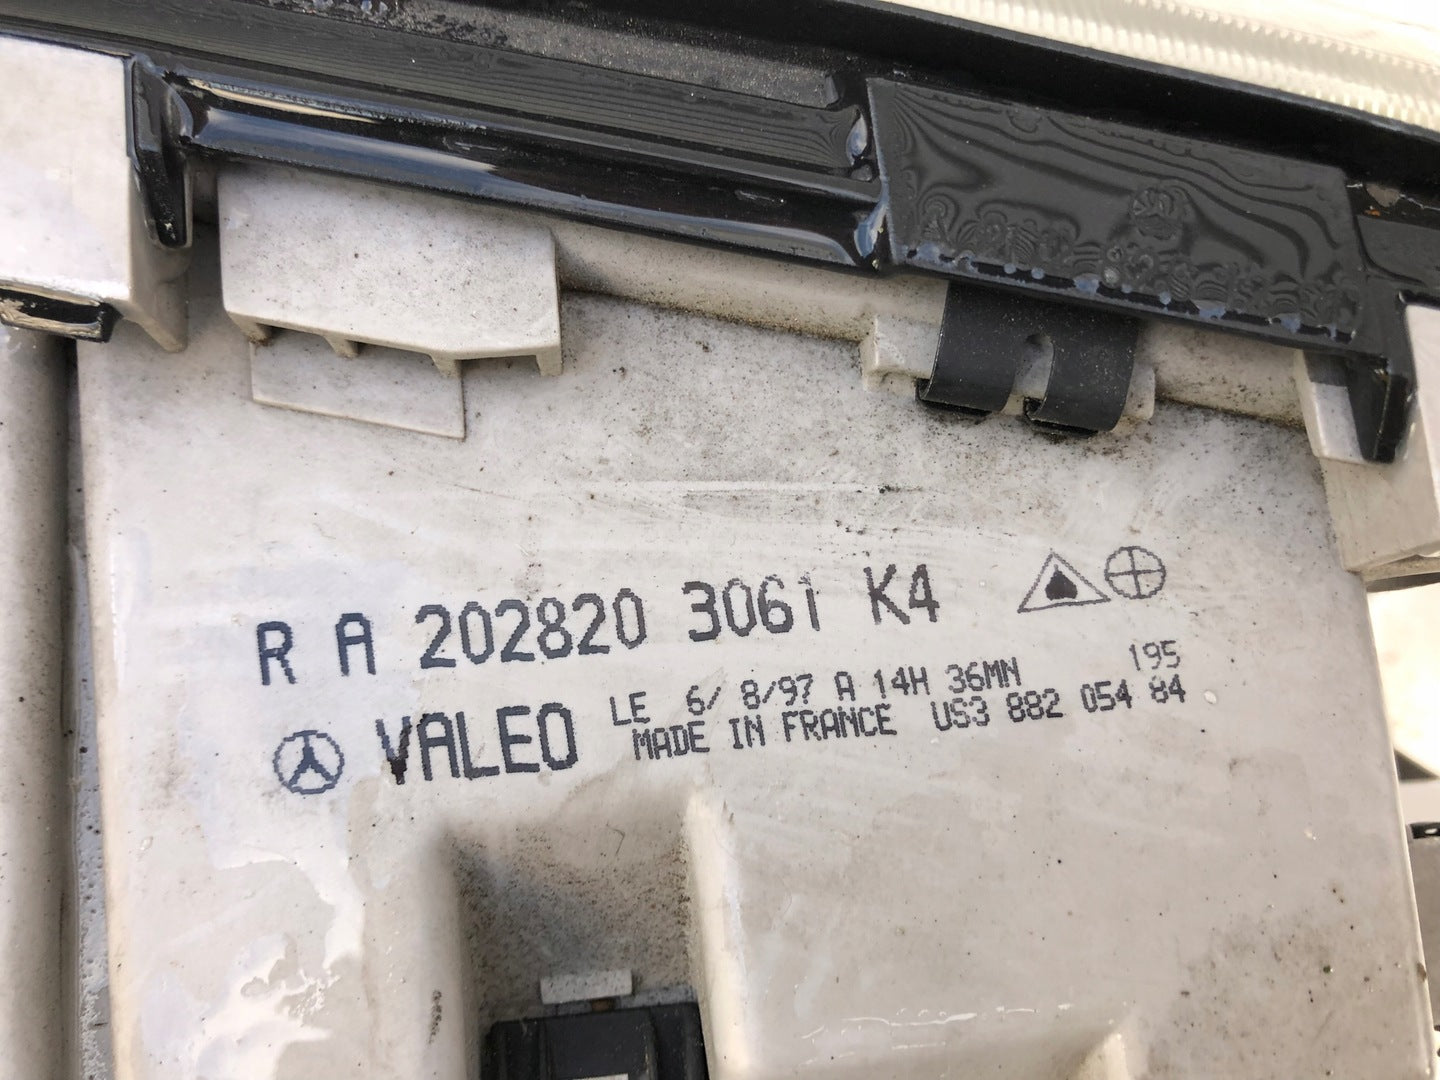 R A 202820 3061 K4
LE 6/ 8/97 A 14H 36MN 195
VALEO MADE IN FRANCE US3 882 054 84